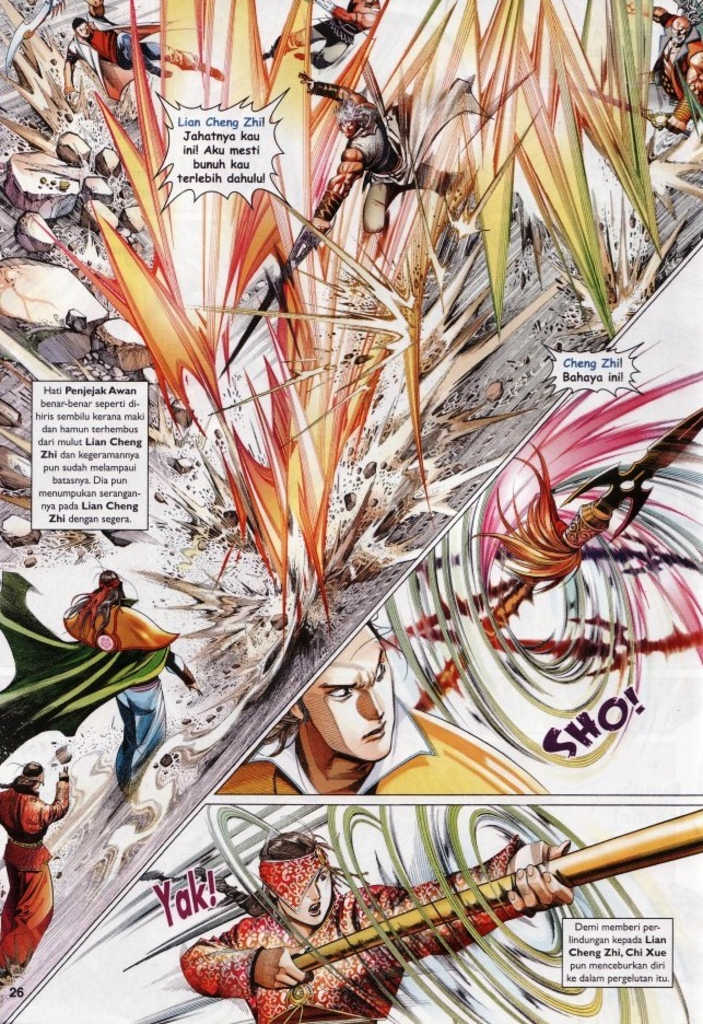 Lian Cheng Zhi!
Jahatnya kau
ini! Aku mesti
bunuh kau
terlebih dahulu!
Cheng Zhi!
Bahaya ini!
Hati Penjejak Awan
benar-benar seperti di-
hiris sembilu kerana maki
dan hamun terhembus
dari mulut Lian Cheng
Zhi dan kegeramannya
pun sudah melampaui
batasnya. Dia pun
menumpukan serangan-
nya pada Lian Cheng
Zhi dengan segera.
SHO!
Yak!
Demi memberi per-
lindungan kepada Lian
Cheng Zhi, Chi Xue
pun menceburkan diri
ke dalam pergelutan itu.
26